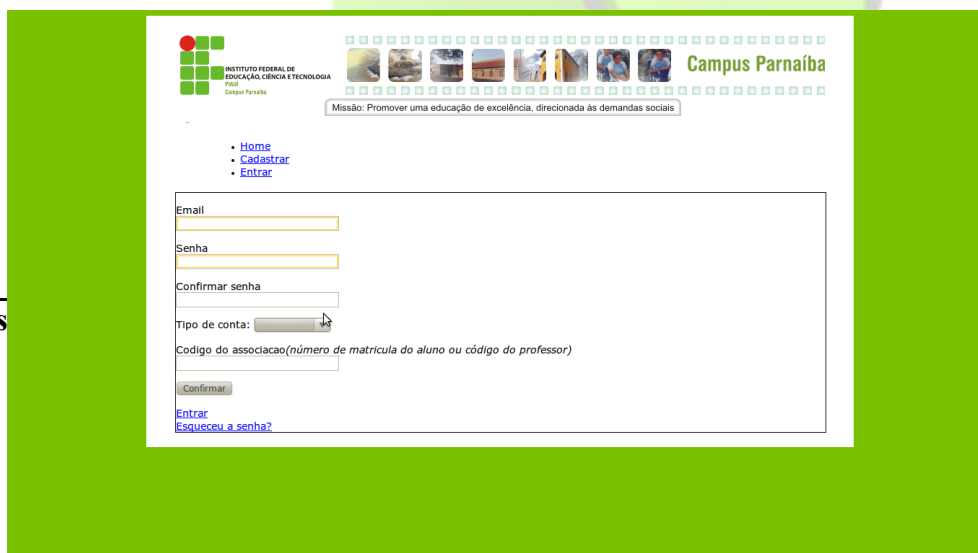 INSTITUTO FEDERAL DE
EDUCAÇÃO, CIÊNCIA E TECNOLOGIA
PIAUÍ
Campus Parnaíba
Campus Parnaíba
Missão: Promover uma educação de excelência, direcionada às demandas sociais
Home
Cadastrar
Entrar
Email
Senha
Confirmar senha
Tipo de conta:
s
Codigo do associacao(número de matricula do aluno ou código do professor)
Confirmar
Entrar
Esqueceu a senha?